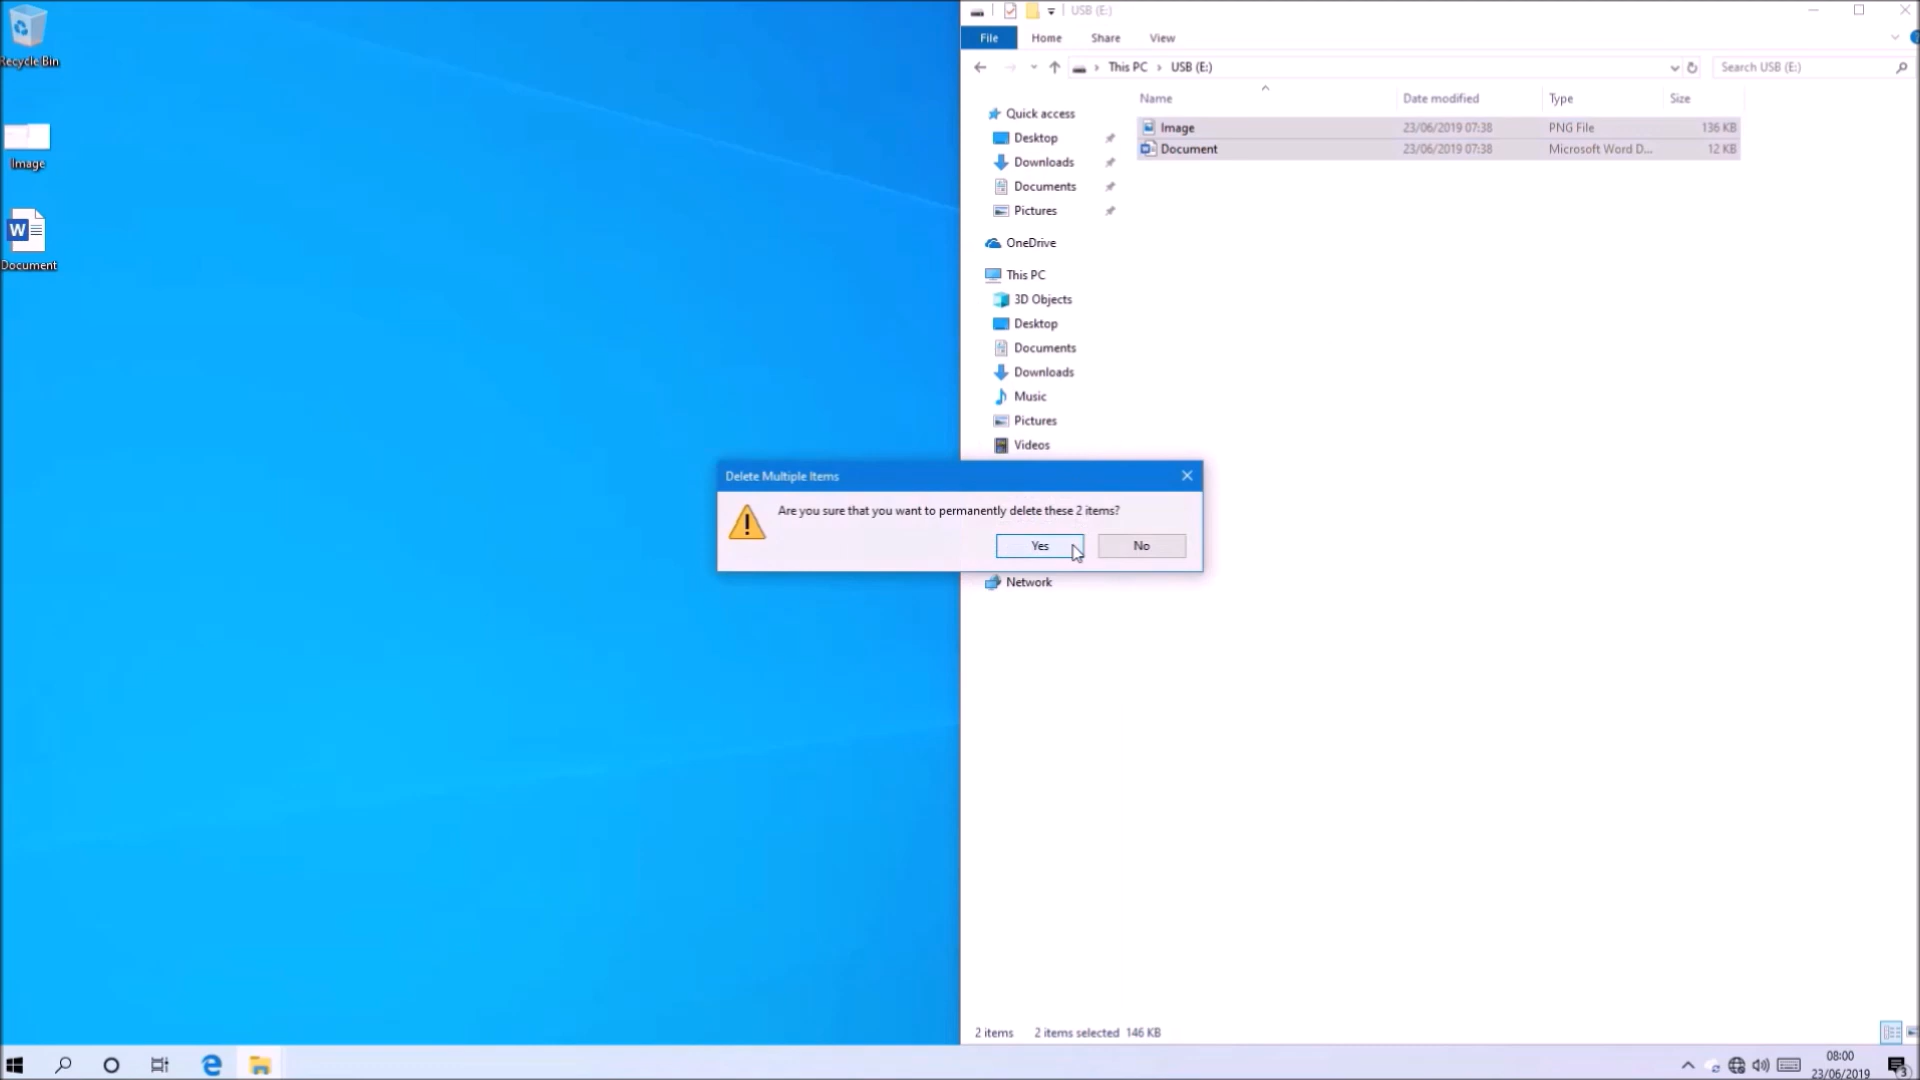 Recycle Bin
Image
Document
USB (E:)
File Home Share View
This PC USB (E:)
Search USB (E:)
Name Date modified Type Size
Image 23/06/2019 07:38 PNG File 136 KB
Document 23/06/2019 07:38 Microsoft Word D... 12 KB
Quick access
Desktop
Downloads
Documents
Pictures
OneDrive
This PC
3D Objects
Desktop
Documents
Downloads
Music
Pictures
Videos
Delete Multiple Items
Are you sure that you want to permanently delete these 2 items?
Yes No
Network
2 items 2 items selected 146 KB
08:00
23/06/2019
3